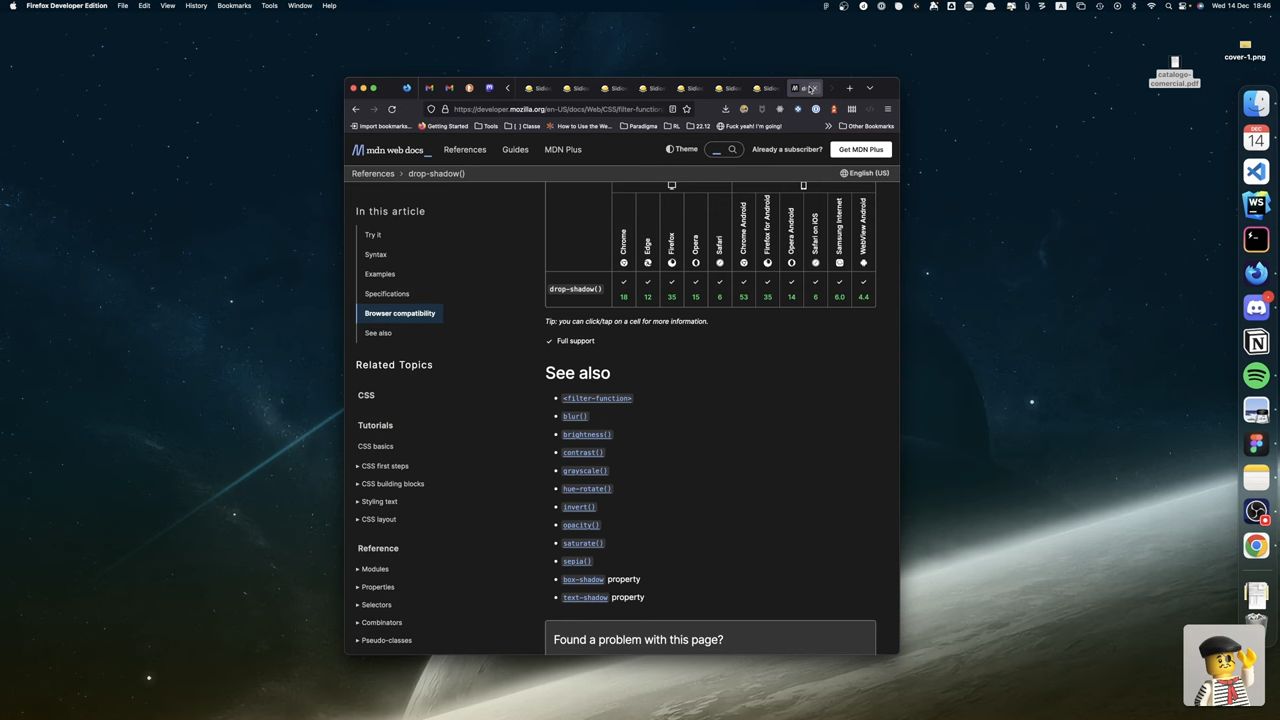 Firefox Developer Edition File Edit View History Bookmarks Tools Window Help
A
Wed 14 Dec 18:46
cover-1.png
catalogo-
comercial.pdf
DEC
14
WS
https://developer.mozilla.org/en-US/docs/Web/CSS/filter-function
Import bookmarks... Getting Started Tools [ ] Classe How to Use the We... Paradigma RL 22.12 Fuck yeah! I'm going! Other Bookmarks
mdn web docs_ References Guides MDN Plus Theme Already a subscriber? Get MDN Plus
References > drop-shadow() English (US)
In this article
Try it
Syntax
Examples
Specifications
Browser compatibility
See also
Related Topics
CSS
Tutorials
CSS basics
CSS first steps
CSS building blocks
Styling text
CSS layout
Reference
Modules
Properties
Selectors
Combinators
Pseudo-classes
Chrome Edge Firefox Opera Safari Chrome Android Firefox for Android Opera Android Safari on iOS Samsung Internet WebView Android
drop-shadow() 18 12 35 15 6 53 35 14 6 6.0 4.4
Tip: you can click/tap on a cell for more information.
Full support
See also
<filter-function>
blur()
brightness()
contrast()
grayscale()
hue-rotate()
invert()
opacity()
saturate()
sepia()
box-shadow property
text-shadow property
Found a problem with this page?